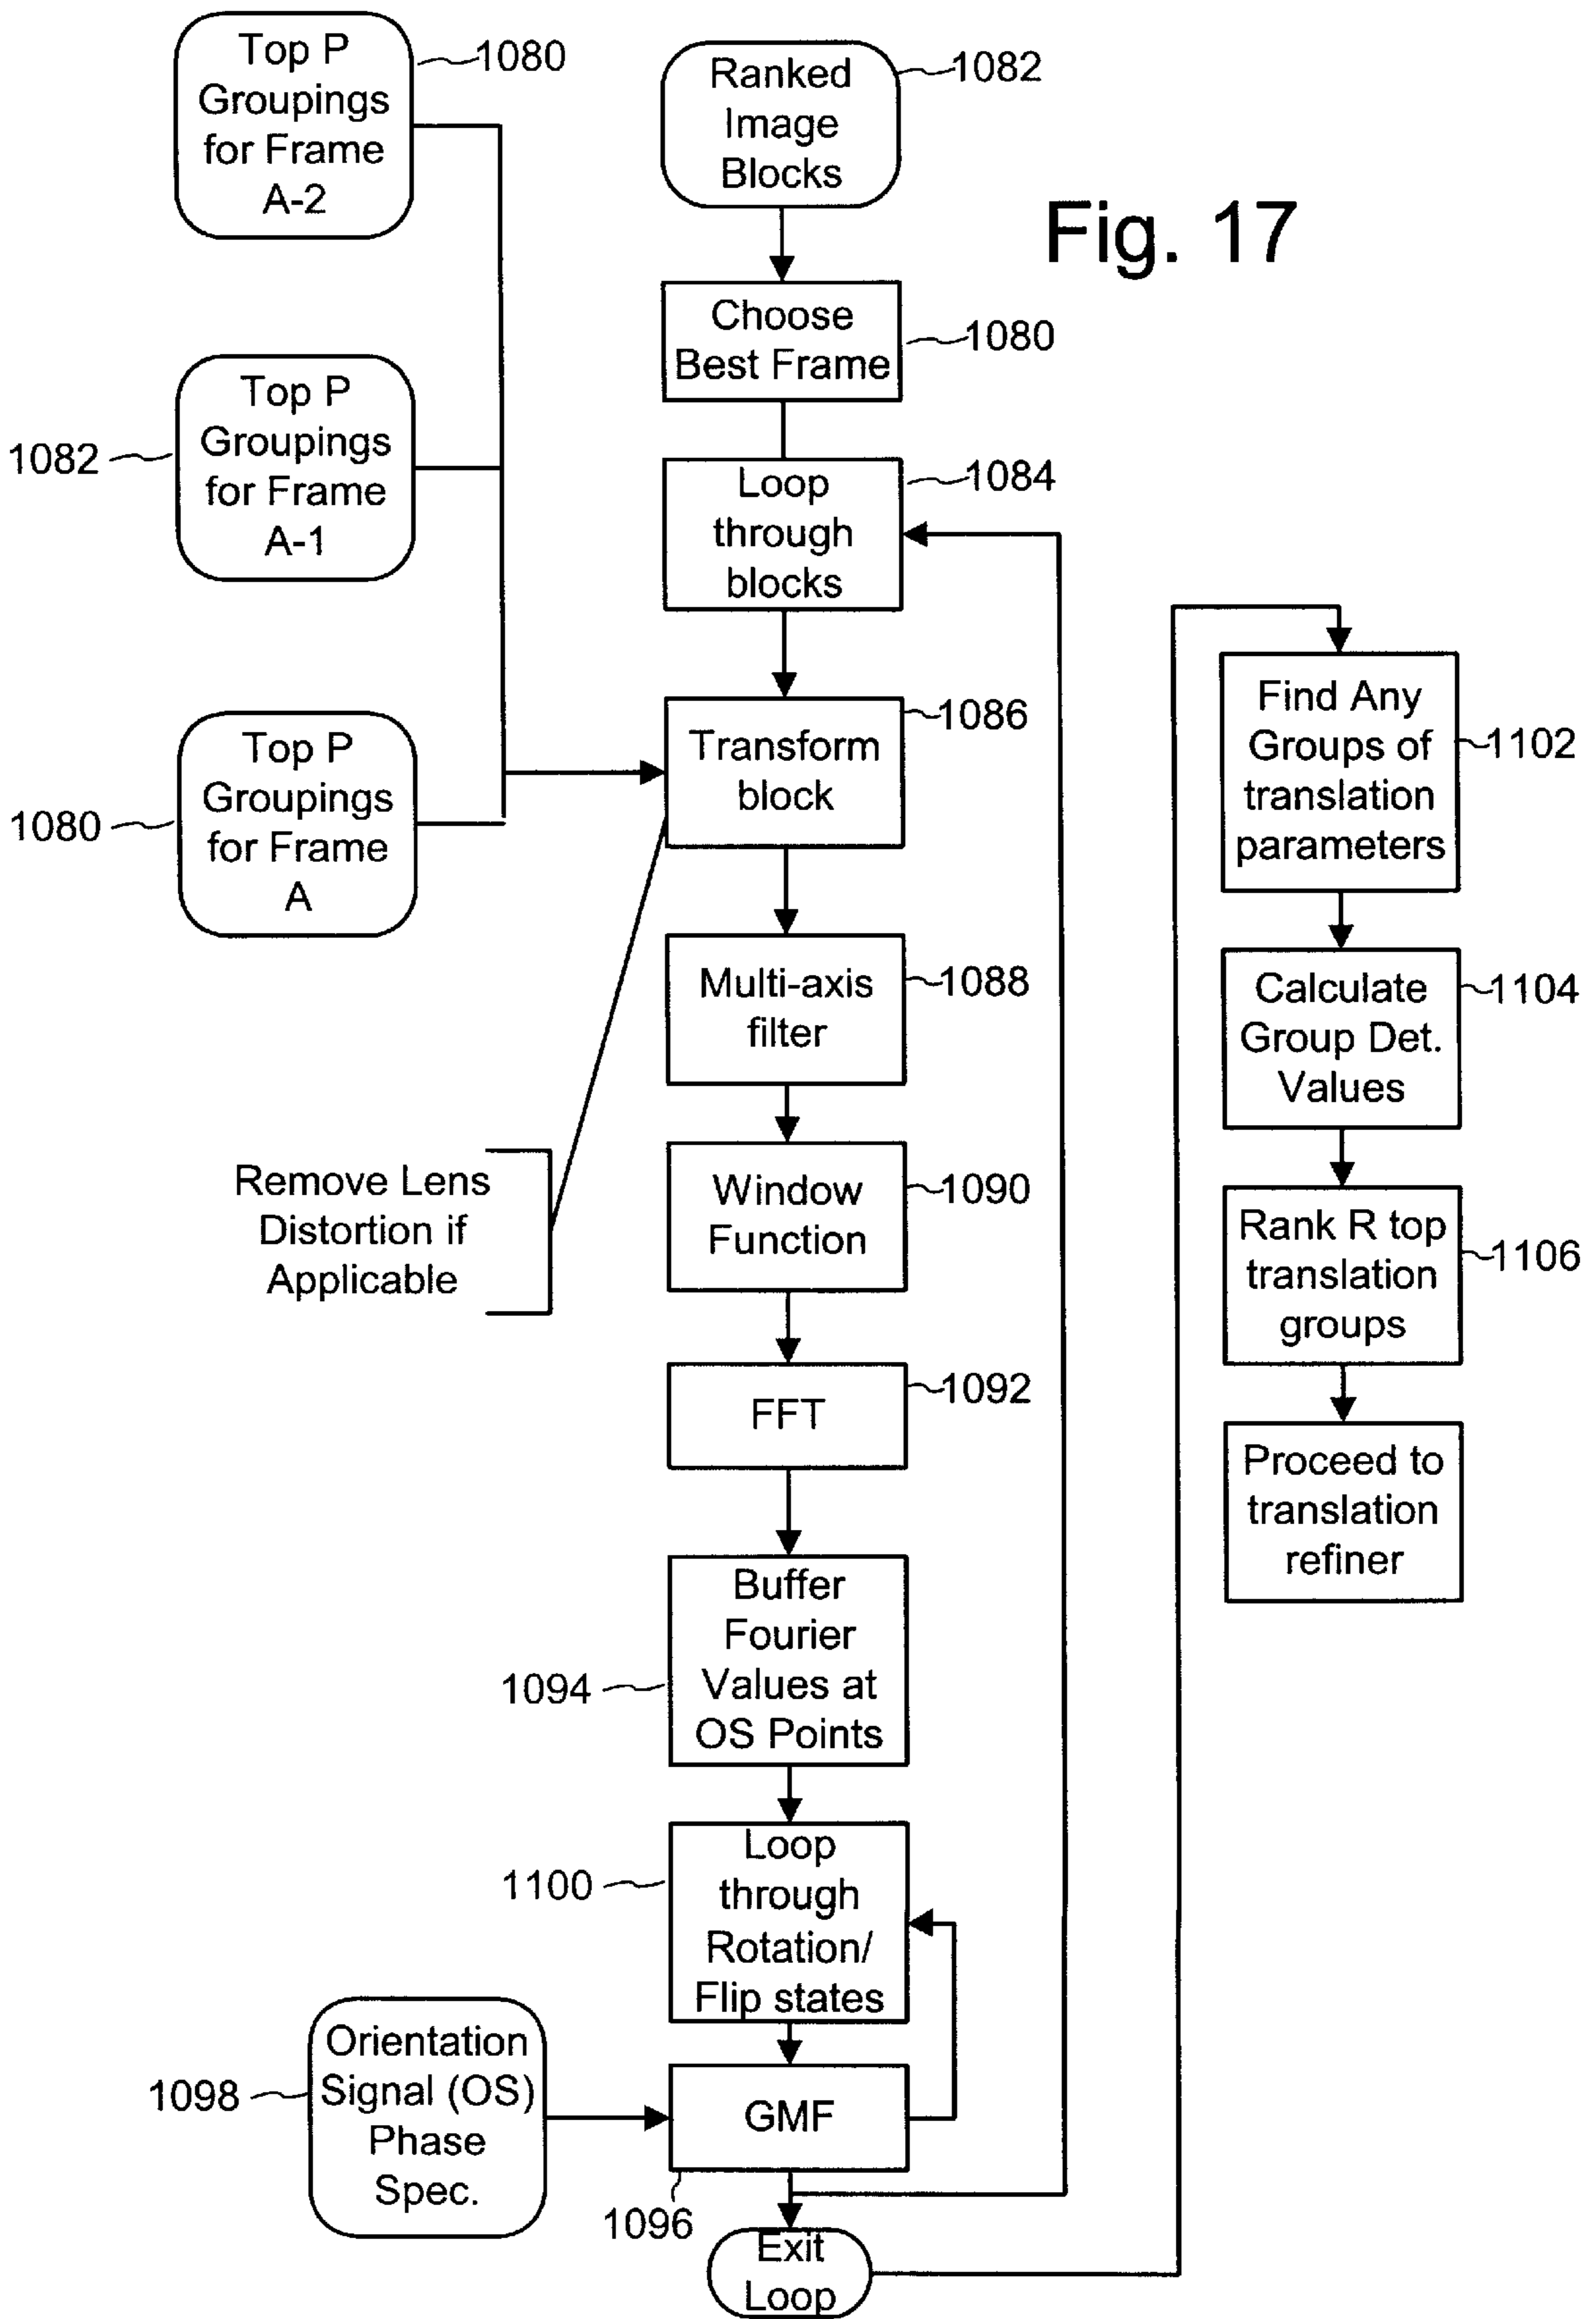 Top P
Groupings
for Frame
A-2
1080
Ranked
Image
Blocks
1082
Fig. 17
Choose
Best Frame
1080
Top P
Groupings
for Frame
A-1
1082
Loop
through
blocks
1084
Top P
Groupings
for Frame
A
1080
Transform
block
1086
Remove Lens
Distortion if
Applicable
Multi-axis
filter
1088
Window
Function
1090
FFT
1092
Buffer
Fourier
Values at
OS Points
1094
Loop
through
Rotation/
Flip states
1100
Orientation
Signal (OS)
Phase
Spec.
1098
GMF
1096
Exit
Loop
Find Any
Groups of
translation
parameters
1102
Calculate
Group Det.
Values
1104
Rank R top
translation
groups
1106
Proceed to
translation
refiner